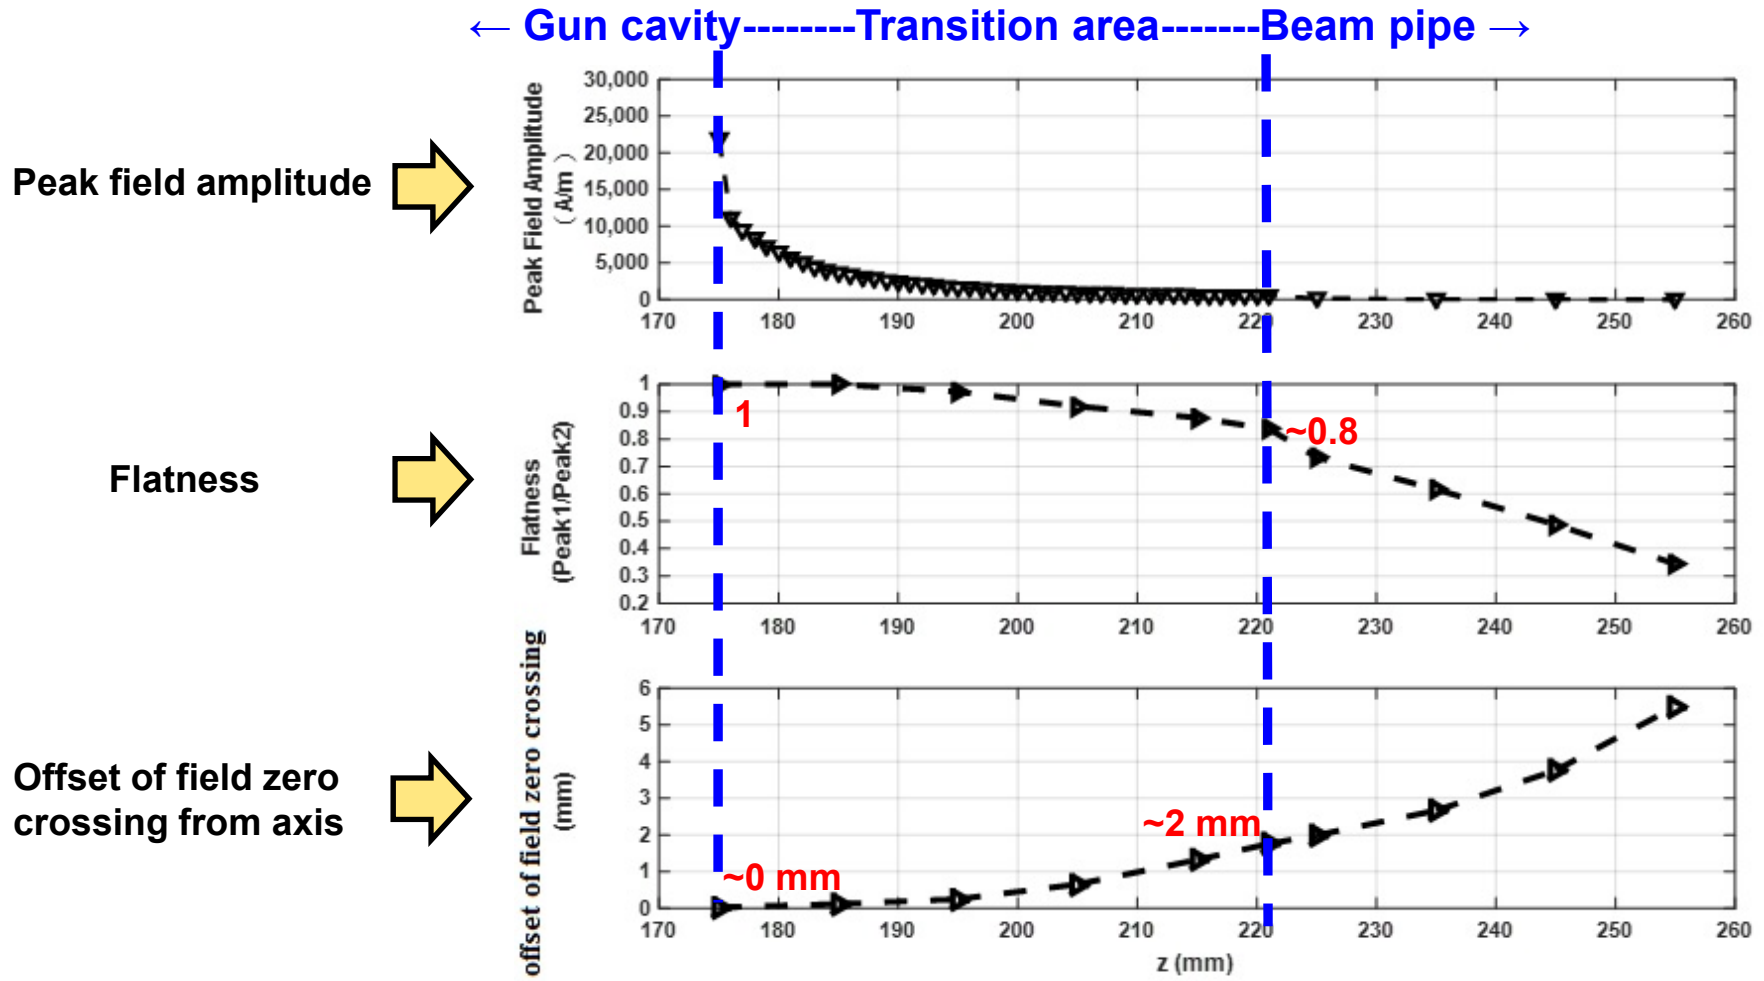 ← Gun cavity--------Transition area-------Beam pipe →
Peak field amplitude
Peak Field Amplitude
( A/m )
30,000
25,000
20,000
15,000
10,000
5,000
0
170 180 190 200 210 220 230 240 250 260
Flatness
Flatness
(Peak1/Peak2)
1
0.9
0.8
0.7
0.6
0.5
0.4
0.3
0.2
1
~0.8
170 180 190 200 210 220 230 240 250 260
Offset of field zero
crossing from axis
offset of field zero crossing
(mm)
6
5
4
3
2
1
0
~0 mm
~2 mm
170 180 190 200 210 220 230 240 250 260
z (mm)